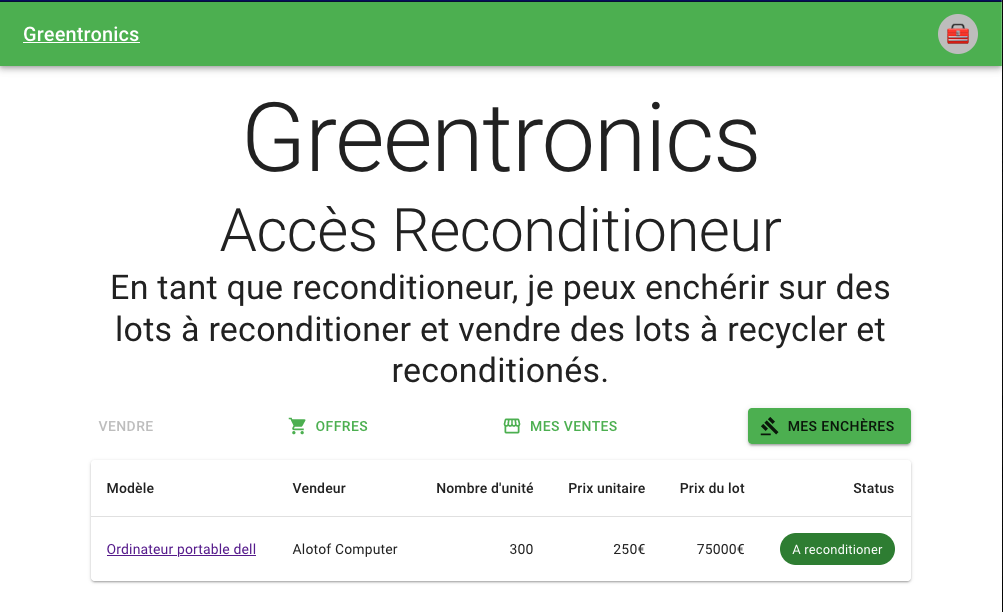 Greentronics
Greentronics
Accès Reconditioneur
En tant que reconditioneur, je peux enchérir sur des
lots à reconditioner et vendre des lots à recycler et
reconditionés.
VENDRE OFFRES MES VENTES MES ENCHÈRES
Modèle Vendeur Nombre d'unité Prix unitaire Prix du lot Status
Ordinateur portable dell Alotof Computer 300 250€ 75000€ A reconditioner